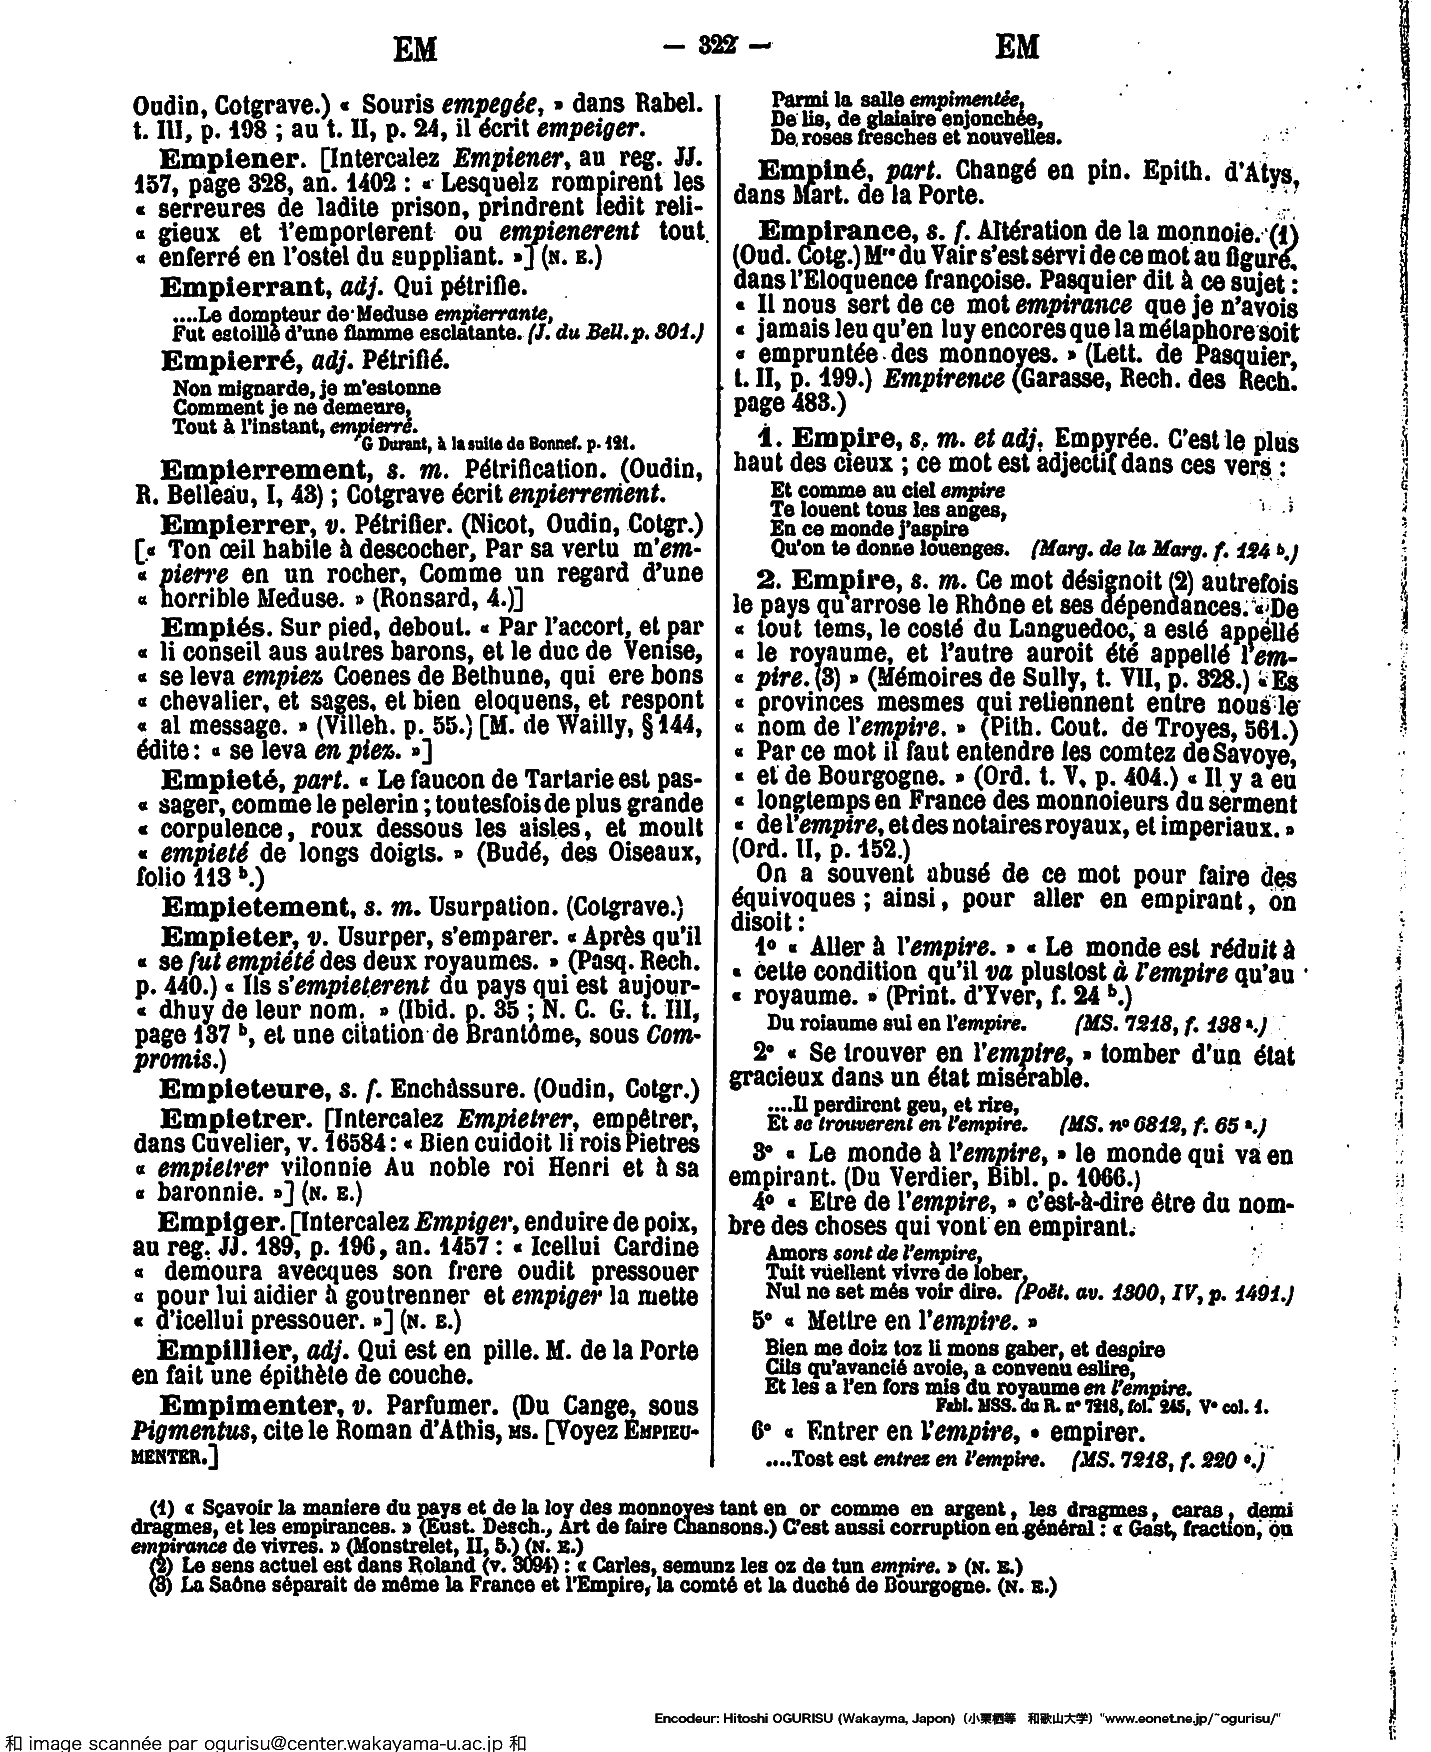 EM
— 322 —
EM
Oudin, Cotgrave.) « Souris empegée, » dans Rabel.
t. III, p. 198 ; au t. II, p. 24, il écrit empeiger.
Empiener. [Intercalez Empiener, au reg. JJ.
157, page 328, an. 1402 : « Lesquelz rompirent les
« serreures de ladite prison, prindrent ledit reli-
« gieux et l'emporterent ou empienerent tout
« enferré en l'ostel du suppliant. »] (N. E.)
Empierrant, adj. Qui pétrifie.
....Le dompteur de Meduse empierrante,
Fut estoillé d'une flamme esclatante. (J. du Bell. p. 301.)
Empierré, adj. Pétrifié.
Non mignarde, je m'estonne
Comment je ne demeure,
Tout à l'instant, empierré.
G Durant, à la suite de Bonnef. p. 121.
Empierrement, s. m. Pétrification. (Oudin,
R. Belleau, I, 43) ; Cotgrave écrit enpierrement.
Empierrer, v. Pétrifier. (Nicot, Oudin, Cotgr.)
[« Ton œil habile à descocher, Par sa vertu m'em-
« pierre en un rocher, Comme un regard d'une
« horrible Meduse. » (Ronsard, 4.)]
Empiés. Sur pied, debout. « Par l'accort, et par
« li conseil aus autres barons, et le duc de Venise,
« se leva empiez Coenes de Bethune, qui ere bons
« chevalier, et sages, et bien eloquens, et respont
« al message. » (Villeh. p. 55.) [M. de Wailly, § 144,
édite : « se leva en piez. »]
Empieté, part. « Le faucon de Tartarie est pas-
« sager, comme le pelerin ; toutesfois de plus grande
« corpulence, roux dessous les aisles, et moult
« empieté de longs doigts. » (Budé, des Oiseaux,
folio 113 b.)
Empietement, s. m. Usurpation. (Cotgrave.)
Empieter, v. Usurper, s'emparer. « Après qu'il
« se fut empiété des deux royaumes. » (Pasq. Rech.
p. 440.) « Ils s'empieterent du pays qui est aujour-
« dhuy de leur nom. » (Ibid. p. 35 ; N. C. G. t. III,
page 137 b, et une citation de Brantôme, sous Com-
promis.)
Empieteure, s. f. Enchâssure. (Oudin, Cotgr.)
Empietrer. [Intercalez Empietrer, empêtrer,
dans Cuvelier, v. 16584 : « Bien cuidoit li rois Pietres
« empietrer vilonnie Au noble roi Henri et à sa
« baronnie. »] (N. E.)
Empiger. [Intercalez Empiger, enduire de poix,
au reg. JJ. 189, p. 196, an. 1457 : « Icellui Cardine
« demoura avecques son frere oudit pressouer
« pour lui aidier à goutrenner et empiger la mette
« d'icellui pressouer. »] (N. E.)
Empillier, adj. Qui est en pille. M. de la Porte
en fait une épithète de couche.
Empimenter, v. Parfumer. (Du Cange, sous
Pigmentus, cite le Roman d'Athis, MS. [Voyez EMPIEU-
MENTER.]
Parmi la salle empimentée,
De lis, de glaiaire enjonchée,
De roses fresches et nouvelles.
Empiné, part. Changé en pin. Epith. d'Atys,
dans Mart. de la Porte.
Empirance, s. f. Altération de la monnoie. (1)
(Oud. Cotg.) Mre du Vair s'est servi de ce mot au figuré,
dans l'Eloquence françoise. Pasquier dit à ce sujet :
« Il nous sert de ce mot empirance que je n'avois
« jamais leu qu'en luy encores que la métaphore soit
« empruntée des monnoyes. » (Lett. de Pasquier,
t. II, p. 199.) Empirence (Garasse, Rech. des Rech.
page 483.)
1. Empire, s. m. et adj. Empyrée. C'est le plus
haut des cieux ; ce mot est adjectif dans ces vers :
Et comme au ciel empire
Te louent tous les anges,
En ce monde j'aspire
Qu'on te donne louenges. (Marg. de la Marg. f. 124 b.)
2. Empire, s. m. Ce mot désignoit (2) autrefois
le pays qu'arrose le Rhône et ses dépendances. « De
« tout tems, le costé du Languedoc, a esté appéllé
« le royaume, et l'autre auroit été appellé l'em-
« pire. (3) » (Mémoires de Sully, t. VII, p. 328.) « Es
« provinces mesmes qui retiennent entre nous le
« nom de l'empire. » (Pith. Cout. de Troyes, 561.)
« Par ce mot il faut entendre les comtez de Savoye,
« et de Bourgogne. » (Ord. t. V, p. 404.) « Il y a eu
« longtemps en France des monnoieurs du serment
« de l'empire, et des notaires royaux, et imperiaux. »
(Ord. II, p. 152.)
On a souvent abusé de ce mot pour faire des
équivoques ; ainsi, pour aller en empirant, on
disoit :
1° « Aller à l'empire. » « Le monde est réduit à
« cette condition qu'il va plustost à l'empire qu'au
« royaume. » (Print. d'Yver, f. 24 b.)
Du roiaume sui en l'empire. (MS. 7218, f. 138 a.)
2° « Se trouver en l'empire, » tomber d'un état
gracieux dans un état misérable.
....Il perdirent geu, et rire,
Et se trouverent en l'empire. (MS. n° 6812, f. 65 a.)
3° « Le monde à l'empire, » le monde qui va en
empirant. (Du Verdier, Bibl. p. 1066.)
4° « Etre de l'empire, » c'est-à-dire être du nom-
bre des choses qui vont en empirant.
Amors sont de l'empire,
Tuit vuellent vivre de lober,
Nul ne set més voir dire. (Poët. av. 1300, IV, p. 1491.)
5° « Mettre en l'empire. »
Bien me doiz toz li mons gaber, et despire
Cils qu'avancié avoie, a convenu eslire,
Et les a l'en fors mis du royaume en l'empire.
Fabl. MSS. du R. n° 7218, fol. 245, V° col. 1.
6° « Entrer en l'empire, » empirer.
....Tost est entrez en l'empire. (MS. 7218, f. 220 c.)
(1) « Sçavoir la maniere du pays et de la loy des monnoyes tant en or comme en argent, les dragmes, caras, demi
dragmes, et les empirances. » (Eust. Desch., Art de faire Chansons.) C'est aussi corruption en général : « Gast, fraction, ou
empirance de vivres. » (Monstrelet, II, 5.) (N. E.)
(2) Le sens actuel est dans Roland (v. 3094) : « Carles, semunz les oz de tun empire. » (N. E.)
(3) La Saône séparait de même la France et l'Empire, la comté et la duché de Bourgogne. (N. E.)
Encodeur: Hitoshi OGURISU (Wakayma, Japon) (小栗栖等 和歌山大学) "www.eonet.ne.jp/~ogurisu/"
和 image scannée par ogurisu@center.wakayama-u.ac.jp 和